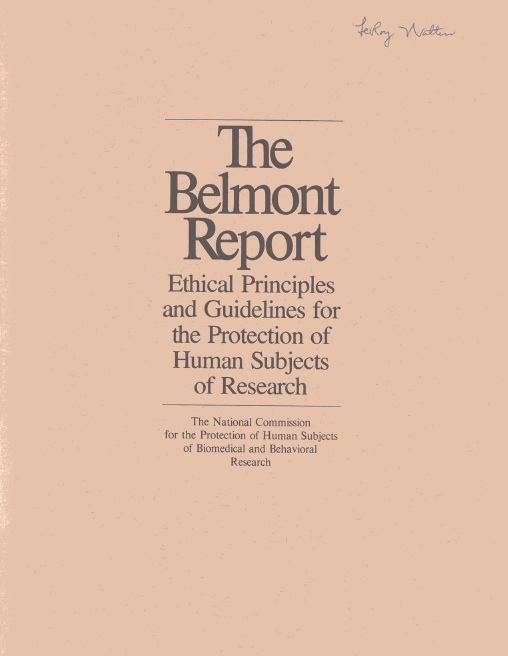 LeRoy Walters
The
Belmont
Report
Ethical Principles
and Guidelines for
the Protection of
Human Subjects
of Research
The National Commission
for the Protection of Human Subjects
of Biomedical and Behavioral
Research